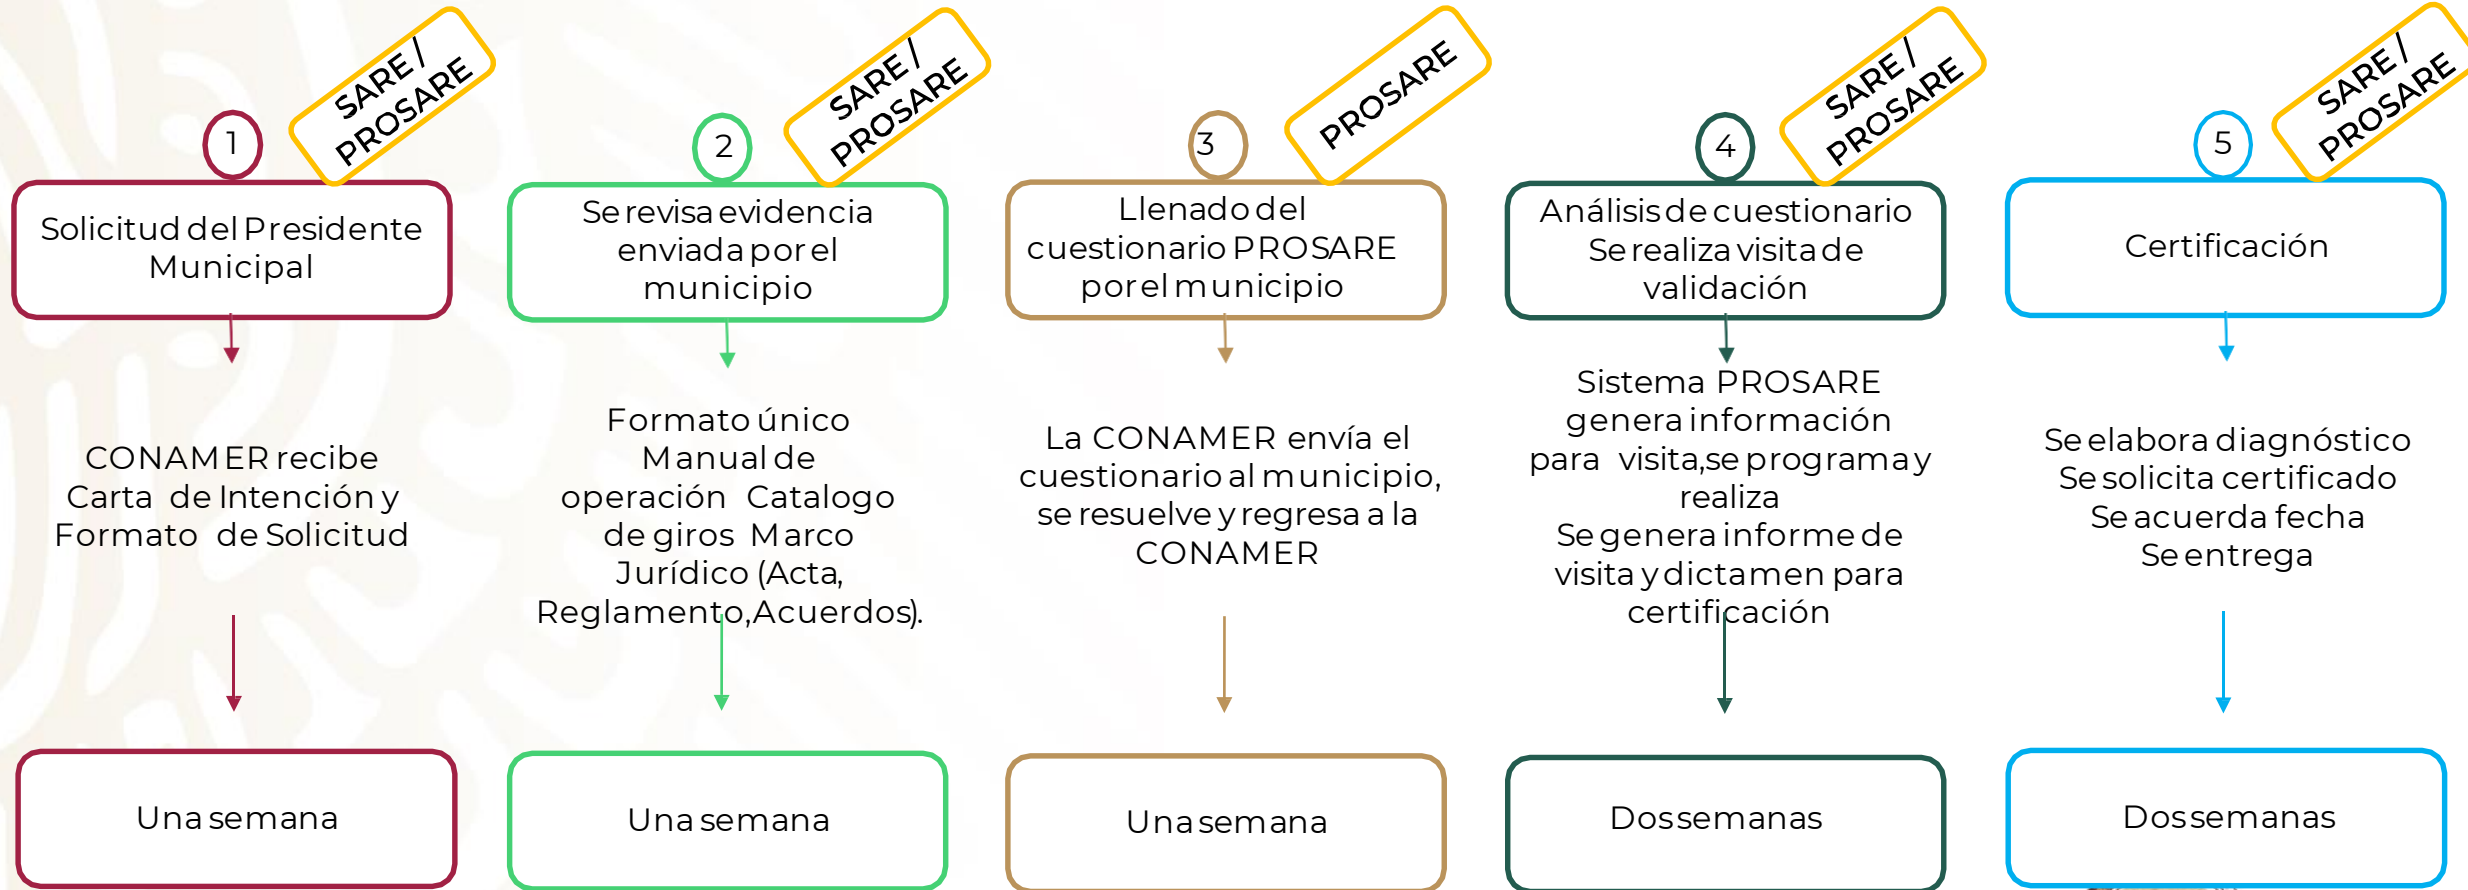 1
SARE /
PROSARE
Solicitud del Presidente
Municipal
CONAMER recibe
Carta de Intención y
Formato de Solicitud
Una semana
2
SARE /
PROSARE
Se revisa evidencia
enviada por el
municipio
Formato único
Manual de
operación Catalogo
de giros Marco
Jurídico (Acta,
Reglamento,Acuerdos).
Una semana
3
PROSARE
Llenado del
cuestionario PROSARE
por el municipio
La CONAMER envía el
cuestionario al municipio,
se resuelve y regresa a la
CONAMER
Una semana
4
SARE /
PROSARE
Análisis de cuestionario
Se realiza visita de
validación
Sistema PROSARE
genera información
para visita,se programa y
realiza
Se genera informe de
visita y dictamen para
certificación
Dos semanas
5
SARE /
PROSARE
Certificación
Se elabora diagnóstico
Se solicita certificado
Se acuerda fecha
Se entrega
Dos semanas